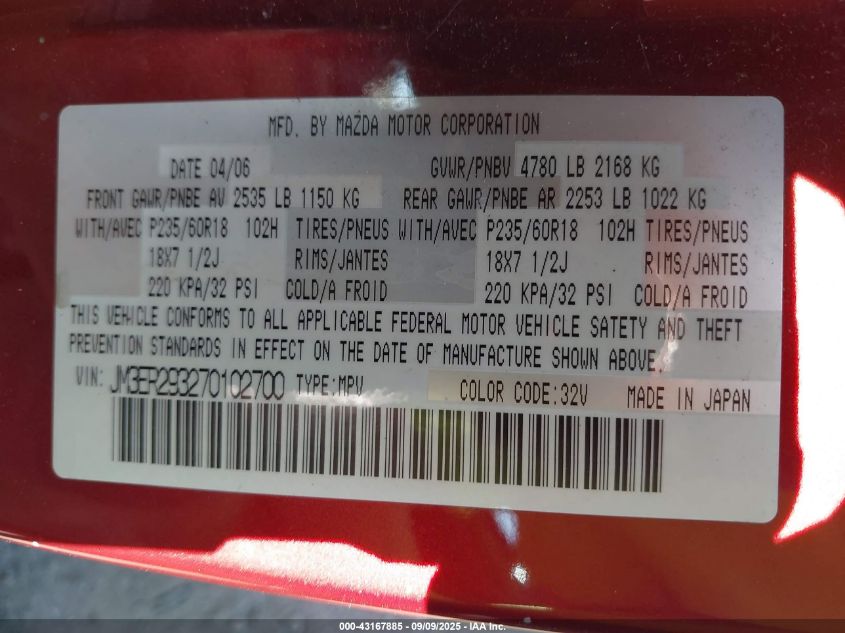 MFD. BY MAZDA MOTOR CORPORATION
DATE 04/06 GVWR/PNBV 4780 LB 2168 KG
FRONT GAWR/PNBE AV 2535 LB 1150 KG REAR GAWR/PNBE AR 2253 LB 1022 KG
WITH/AVEC P235/60R18 102H TIRES/PNEUS WITH/AVEC P235/60R18 102H TIRES/PNEUS
18X7 1/2J RIMS/JANTES 18X7 1/2J RIMS/JANTES
220 KPA/32 PSI COLD/A FROID 220 KPA/32 PSI COLD/A FROID
THIS VEHICLE CONFORMS TO ALL APPLICABLE FEDERAL MOTOR VEHICLE SAFETY AND THEFT
PREVENTION STANDARDS IN EFFECT ON THE DATE OF MANUFACTURE SHOWN ABOVE.
VIN: JM3ER293270102700 TYPE:MPV COLOR CODE:32V MADE IN JAPAN
000-43167885 - 09/09/2025 - IAA Inc.